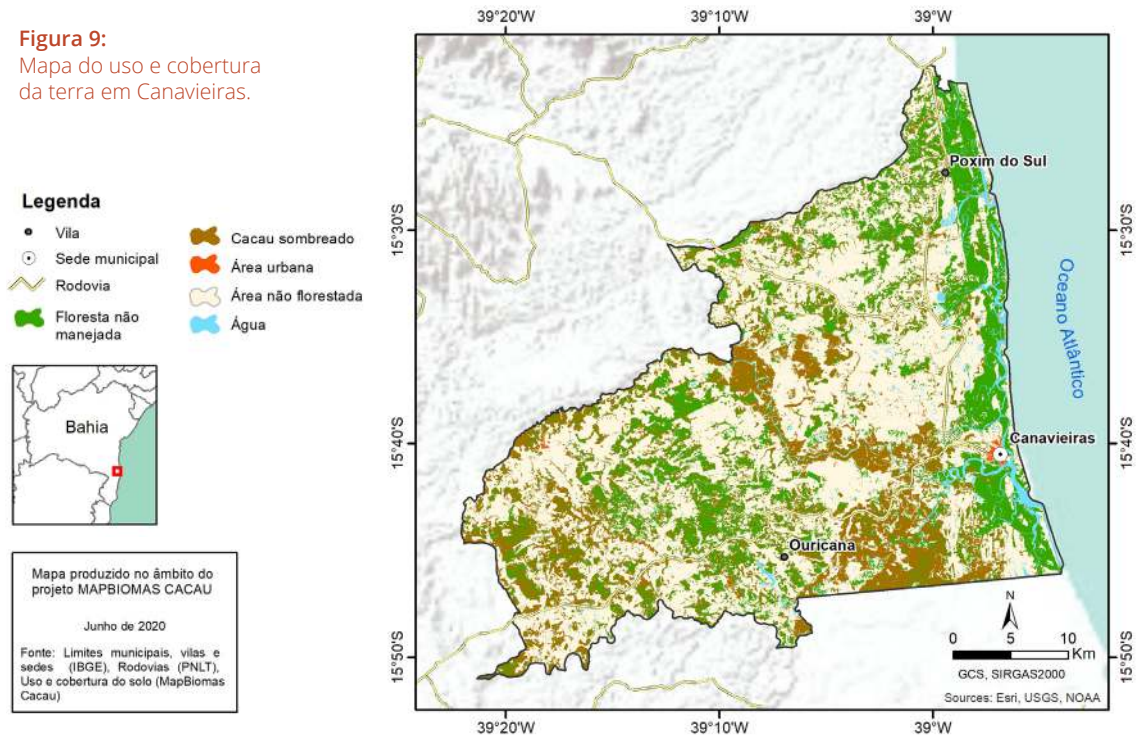 Figura 9:
Mapa do uso e cobertura
da terra em Canavieiras.
Legenda
Vila
Sede municipal
Rodovia
Floresta não
manejada
Cacau sombreado
Área urbana
Área não florestada
Água
Bahia
Mapa produzido no âmbito do
projeto MAPBIOMAS CACAU
Junho de 2020
Fonte: Limites municipais, vilas e
sedes (IBGE), Rodovias (PNLT),
Uso e cobertura do solo (MapBiomas
Cacau)
39°20'W
39°10'W
39°W
15°30'S
15°40'S
15°50'S
Poxim do Sul
Oceano Atlântico
Canavieiras
Ouricana
15°30'S
15°40'S
15°50'S
N
0 5 10
Km
GCS, SIRGAS2000
Sources: Esri, USGS, NOAA
39°20'W
39°10'W
39°W